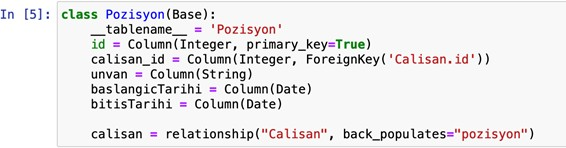 In [5]: class Pozisyon(Base):
__tablename__ = 'Pozisyon'
id = Column(Integer, primary_key=True)
calisan_id = Column(Integer, ForeignKey('Calisan.id'))
unvan = Column(String)
baslangicTarihi = Column(Date)
bitisTarihi = Column(Date)
calisan = relationship("Calisan", back_populates="pozisyon")